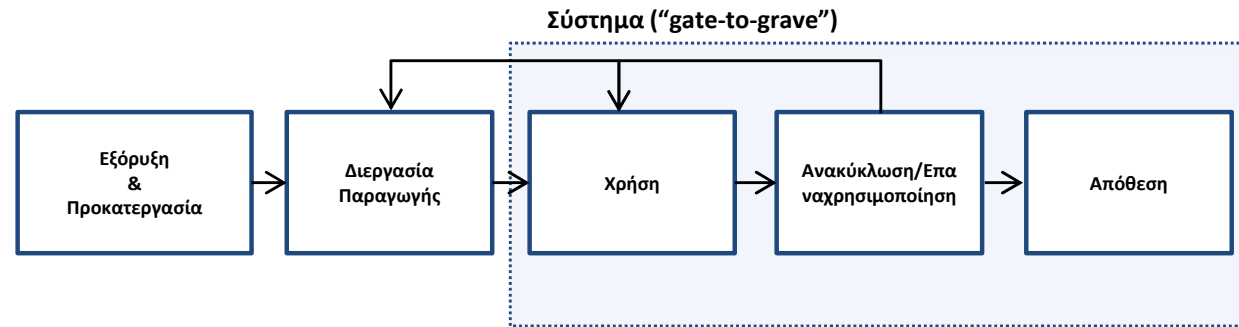 Σύστημα (“gate-to-grave”)
Εξόρυξη
&
Προκατεργασία
Διεργασία
Παραγωγής
Χρήση
Ανακύκλωση/Επα
ναχρησιμοποίηση
Απόθεση